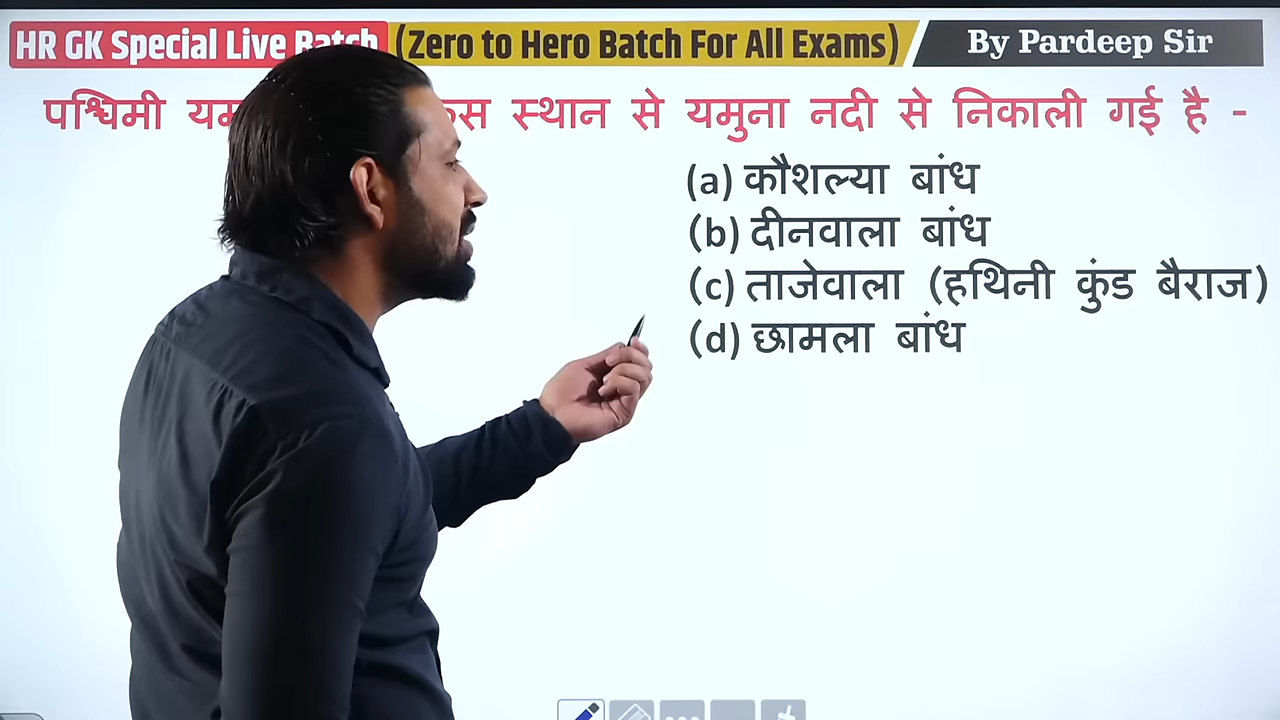 HR GK Special Live Batch (Zero to Hero Batch For All Exams) By Pardeep Sir
पश्चिमी स्थान से यमुना नदी से निकाली गई है -
(a) कौशल्या बांध
(b) दीनवाला बांध
(c) ताजेवाला (हथिनी कुंड बैराज)
(d) छामला बांध